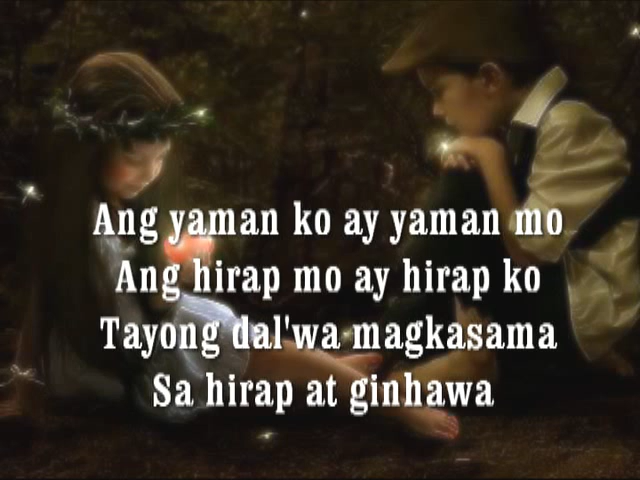 Ang yaman ko ay yaman mo
Ang hirap mo ay hirap ko
Tayong dal'wa magkasama
Sa hirap at ginhawa